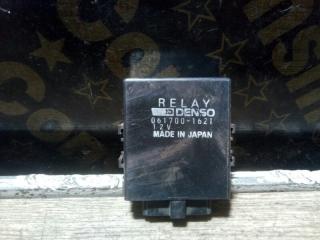 RELAY
DENSO
061700-1621
12V
MADE IN JAPAN